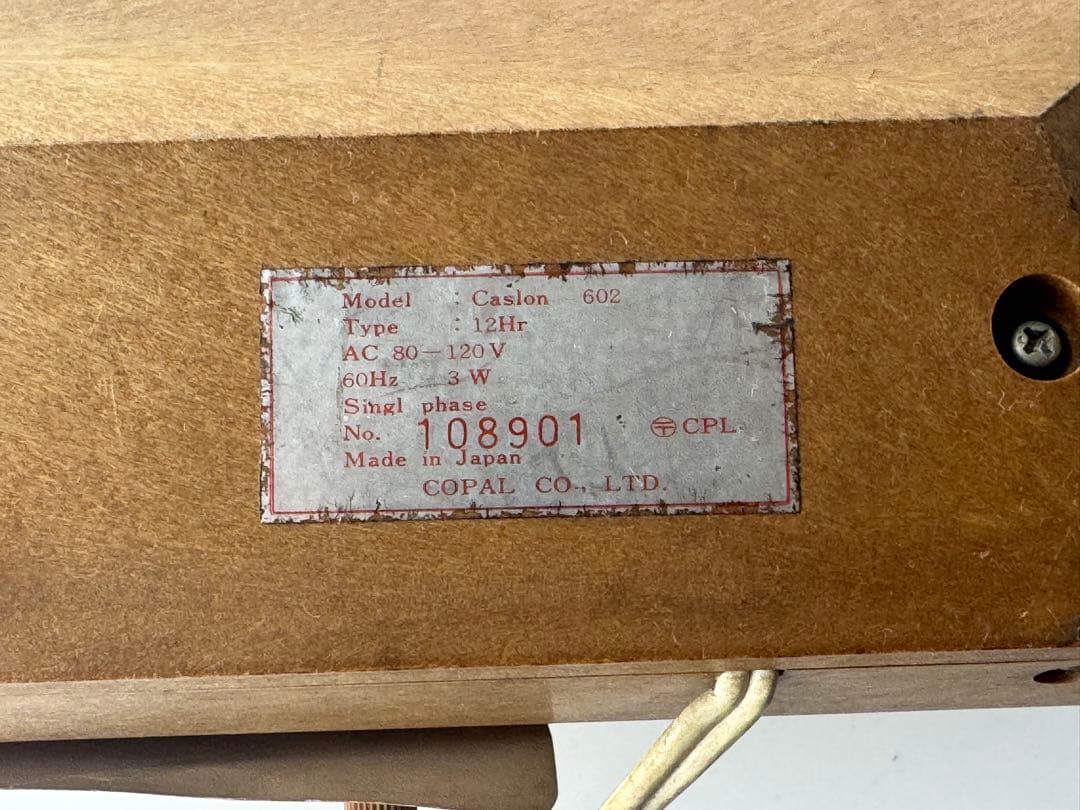 Model : Caslon 602
Type : 12Hr
AC 80-120V
60Hz 3 W
Singl phase
No. 108901 〶 CPL.
Made in Japan
COPAL CO., LTD.